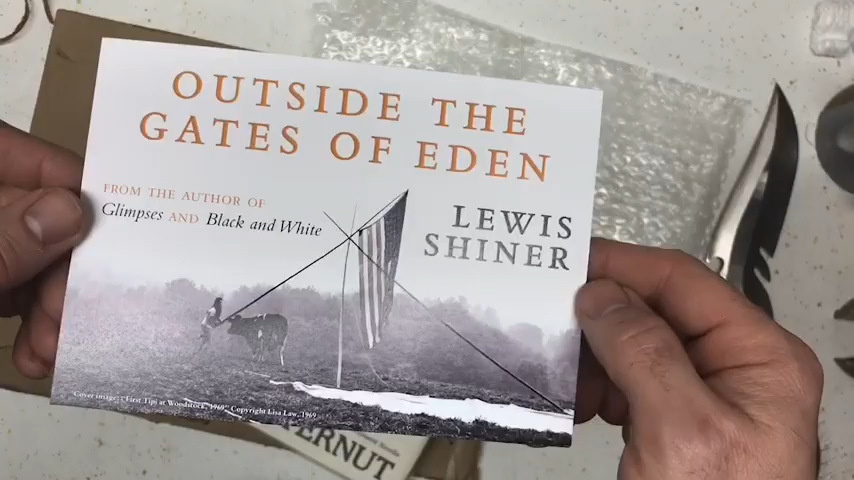 OUTSIDE THE
GATES OF EDEN
FROM THE AUTHOR OF
Glimpses AND Black and White
LEWIS
SHINER
Cover image: "First Tipi at Woodstock, 1969" Copyright Lisa Law, 1969
PERNUT